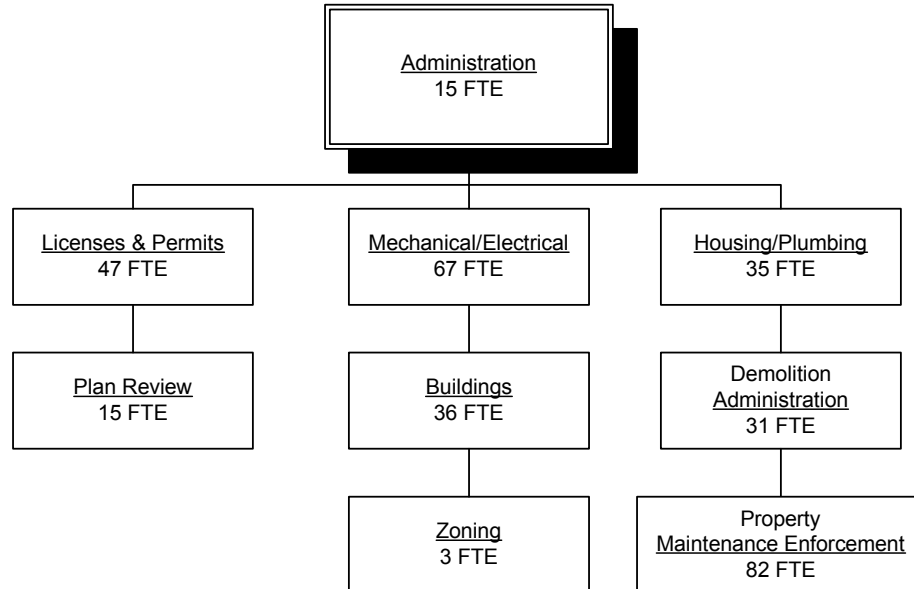 Administration
15 FTE
Licenses & Permits
47 FTE
Mechanical/Electrical
67 FTE
Housing/Plumbing
35 FTE
Plan Review
15 FTE
Buildings
36 FTE
Demolition
Administration
31 FTE
Zoning
3 FTE
Property
Maintenance Enforcement
82 FTE